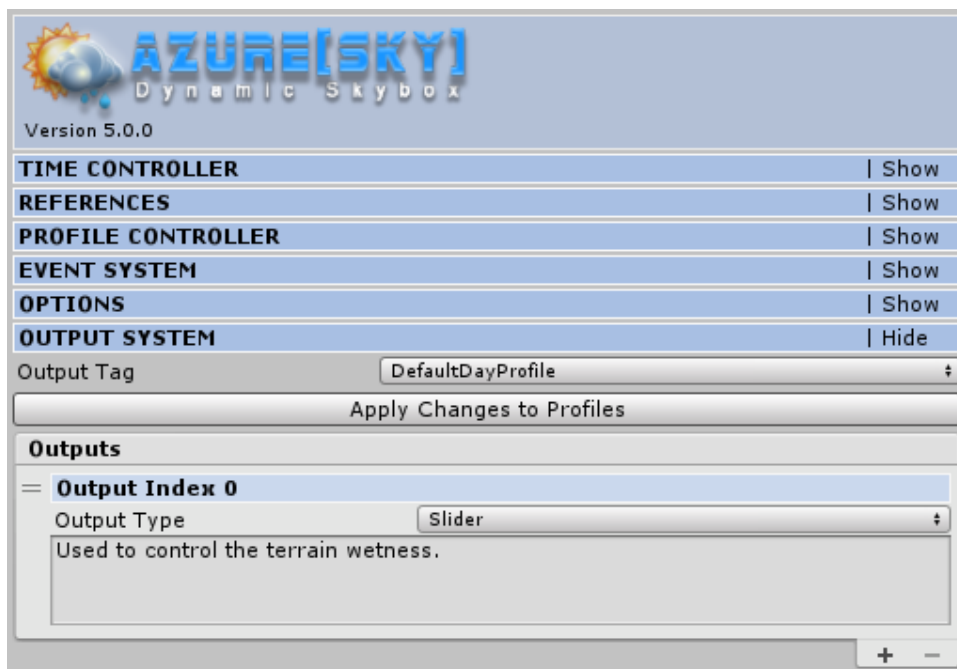 AZURE[SKY]
Dynamic Skybox
Version 5.0.0
TIME CONTROLLER | Show
REFERENCES | Show
PROFILE CONTROLLER | Show
EVENT SYSTEM | Show
OPTIONS | Show
OUTPUT SYSTEM | Hide
Output Tag DefaultDayProfile
Apply Changes to Profiles
Outputs
Output Index 0
Output Type Slider
Used to control the terrain wetness.
+ −